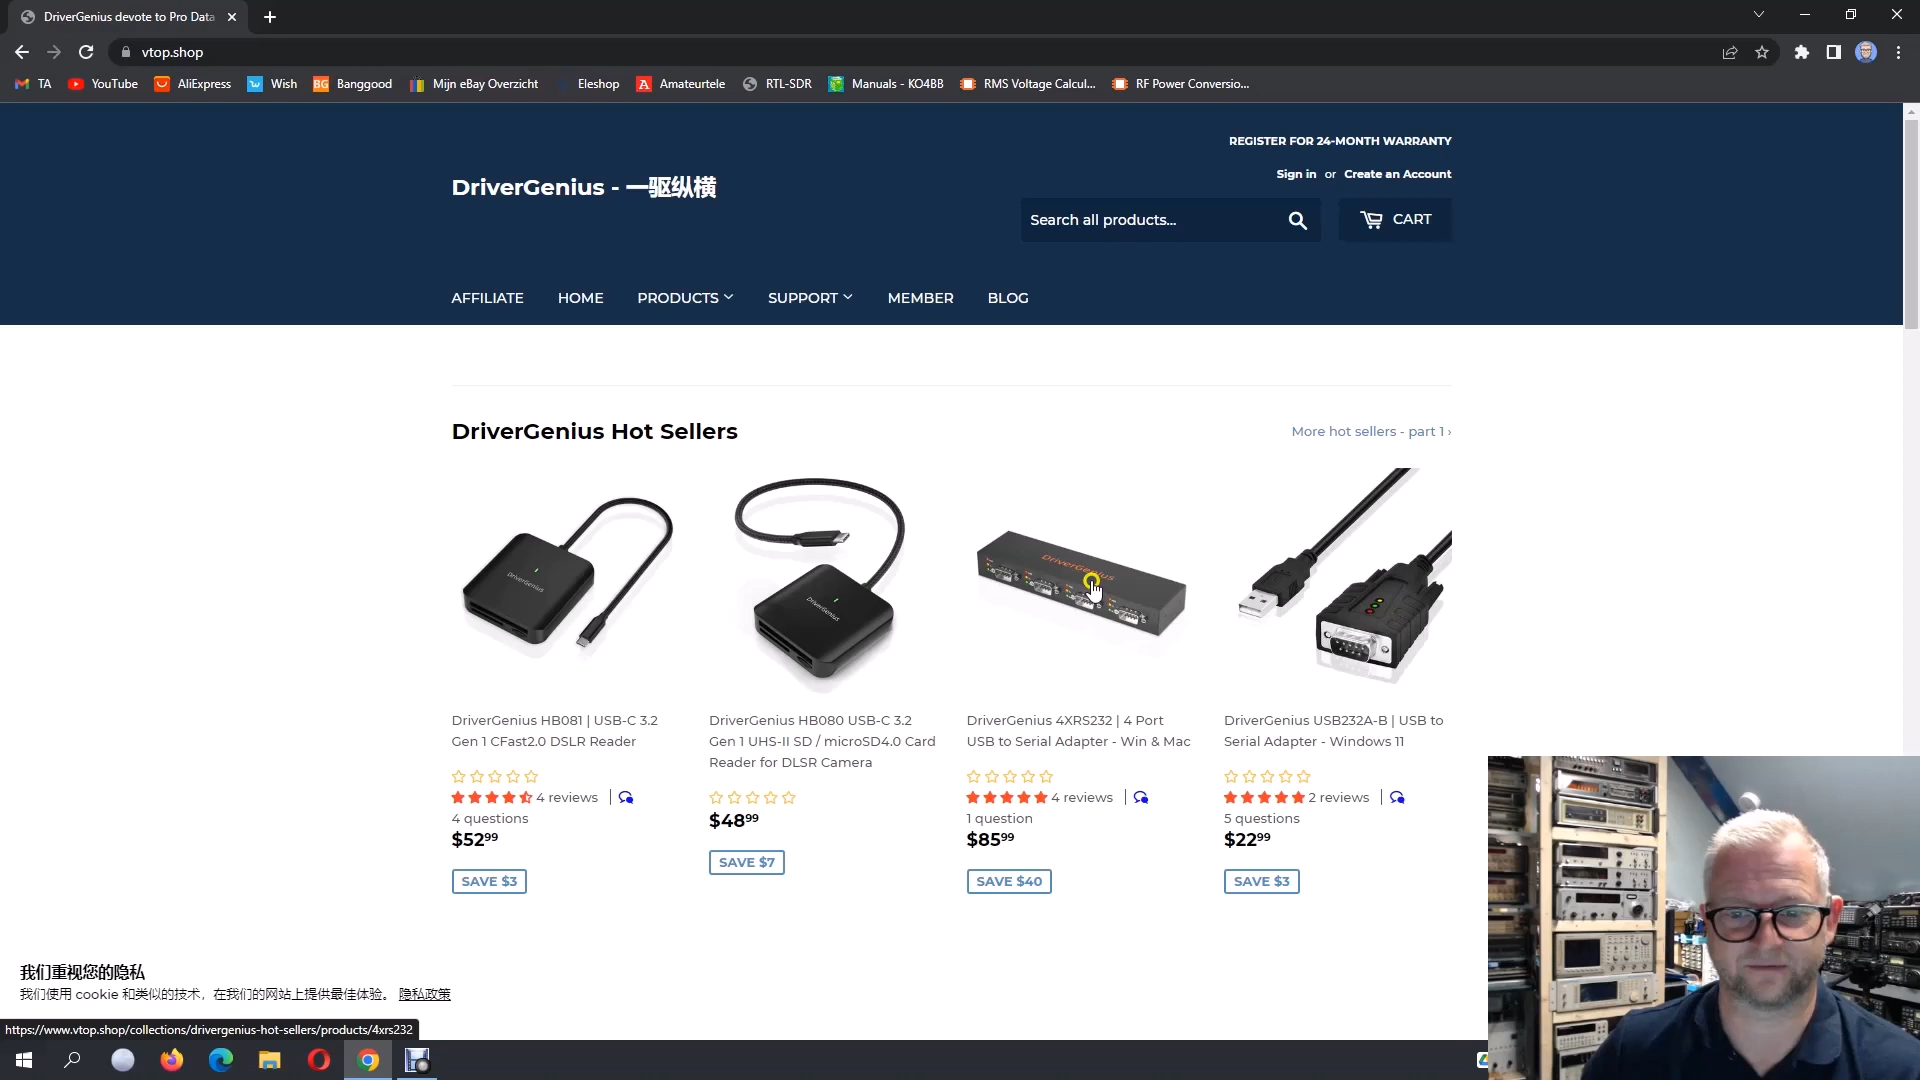 DriverGenius devote to Pro Data
vtop.shop
TA YouTube AliExpress Wish Banggood Mijn eBay Overzicht Eleshop Amateurtele RTL-SDR Manuals - KO4BB RMS Voltage Calcul... RF Power Conversio...
REGISTER FOR 24-MONTH WARRANTY
DriverGenius - 一驱纵横
Sign in or Create an Account
Search all products...
CART
AFFILIATE HOME PRODUCTS SUPPORT MEMBER BLOG
DriverGenius Hot Sellers
More hot sellers - part 1 ›
DriverGenius
DriverGenius
DriverGenius
DriverGenius HB081 | USB-C 3.2
Gen 1 CFast2.0 DSLR Reader
4 reviews
4 questions
$52.99
SAVE $3
DriverGenius HB080 USB-C 3.2
Gen 1 UHS-II SD / microSD4.0 Card
Reader for DLSR Camera
$48.99
SAVE $7
DriverGenius 4XRS232 | 4 Port
USB to Serial Adapter - Win & Mac
4 reviews
1 question
$85.99
SAVE $40
DriverGenius USB232A-B | USB to
Serial Adapter - Windows 11
2 reviews
5 questions
$22.99
SAVE $3
我们重视您的隐私
我们使用 cookie 和类似的技术，在我们的网站上提供最佳体验。 隐私政策
https://www.vtop.shop/collections/drivergenius-hot-sellers/products/4xrs232